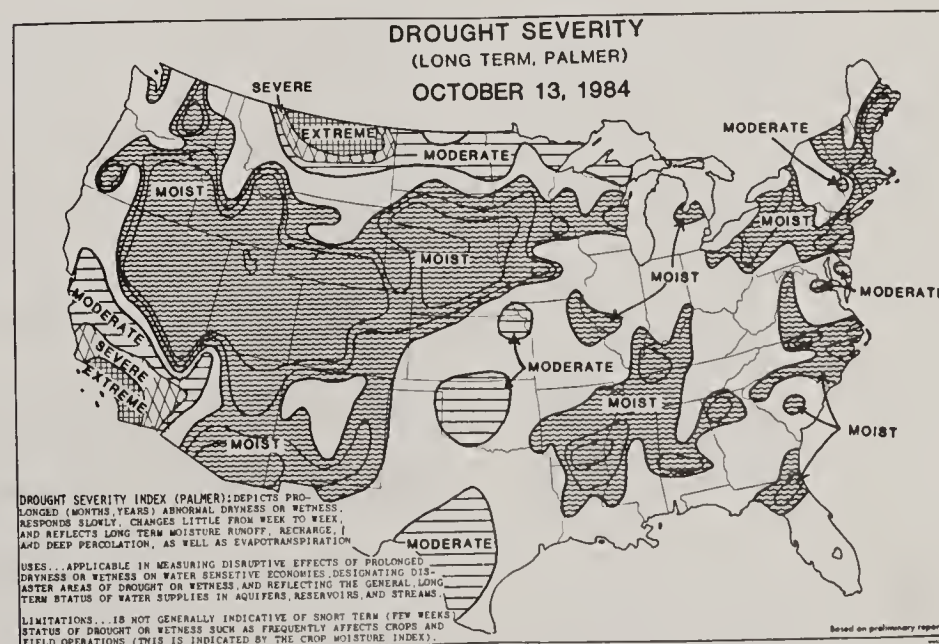 DROUGHT SEVERITY
(LONG TERM, PALMER)
OCTOBER 13, 1984
SEVERE
EXTREME
MODERATE
MODERATE
MOIST
MOIST
MOIST
MOIST
MODERATE
MODERATE
SEVERE
EXTREME
MODERATE
MOIST
MOIST
MOIST
MODERATE
DROUGHT SEVERITY INDEX (PALMER):DEPICTS PRO-
LONGED (MONTHS,YEARS) ABNORMAL DRYNESS OR WETNESS.
RESPONDS SLOWLY, CHANGES LITTLE FROM WEEK TO WEEK,
AND REFLECTS LONG TERM MOISTURE RUNOFF, RECHARGE,
AND DEEP PERCOLATION, AS WELL AS EVAPOTRANSPIRATION
USES...APPLICABLE IN MEASURING DISRUPTIVE EFFECTS OF PROLONGED
DRYNESS OR WETNESS ON WATER SENSETIVE ECONOMIES,DESIGNATING DIS-
ASTER AREAS OF DROUGHT OR WETNESS,AND REFLECTING THE GENERAL,LONG
TERM STATUS OF WATER SUPPLIES IN AQUIFERS,RESERVOIRS,AND STREAMS.
LIMITATIONS...IS NOT GENERALLY INDICATIVE OF SHORT TERM (FEW WEEKS)
STATUS OF DROUGHT OR WETNESS SUCH AS FREQUENTLY AFFECTS CROPS AND
FIELD OPERATIONS (THIS IS INDICATED BY THE CROP MOISTURE INDEX).
Based on preliminary repor